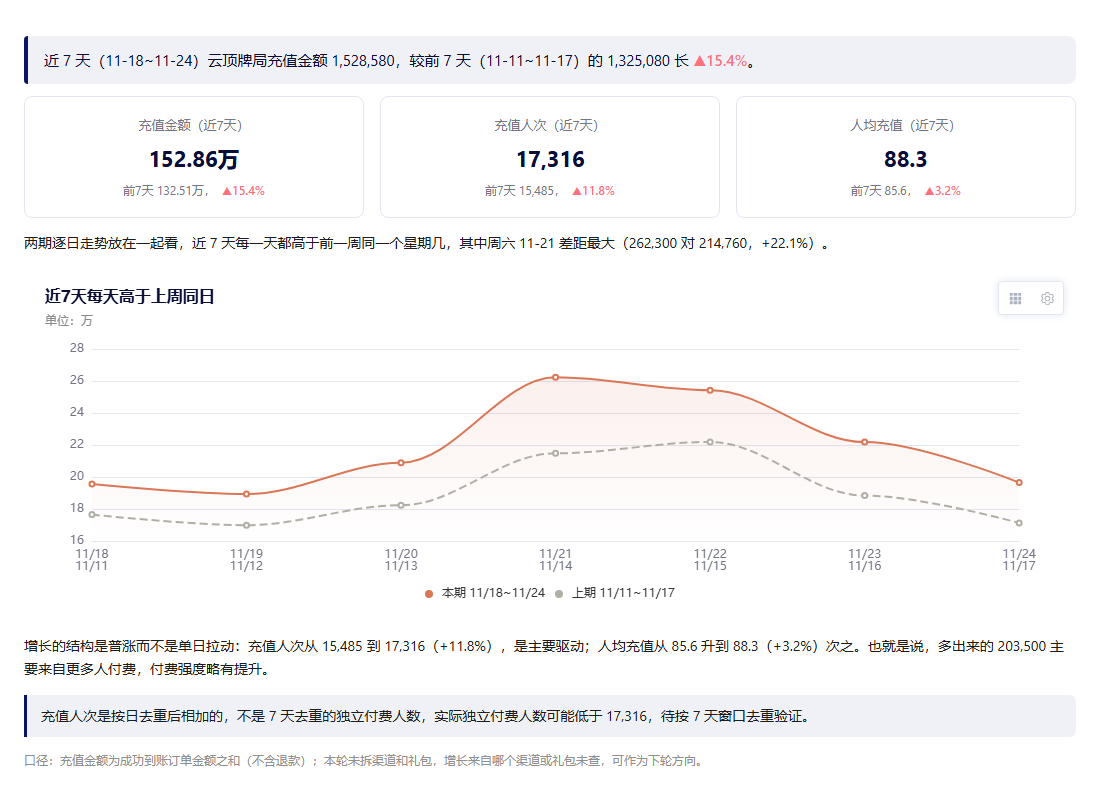 近 7 天（11-18~11-24）云顶牌局充值金额 1,528,580，较前 7 天（11-11~11-17）的 1,325,080 长 ▲15.4%。
充值金额（近7天）
152.86万
前7天 132.51万， ▲15.4%
充值人次（近7天）
17,316
前7天 15,485， ▲11.8%
人均充值（近7天）
88.3
前7天 85.6， ▲3.2%
两期逐日走势放在一起看，近 7 天每一天都高于前一周同一个星期几，其中周六 11-21 差距最大（262,300 对 214,760，+22.1%）。
近7天每天高于上周同日
单位：万
28
26
24
22
20
18
16
11/18 11/19 11/20 11/21 11/22 11/23 11/24
11/11 11/12 11/13 11/14 11/15 11/16 11/17
本期 11/18~11/24 上期 11/11~11/17
增长的结构是普涨而不是单日拉动：充值人次从 15,485 到 17,316（+11.8%），是主要驱动；人均充值从 85.6 升到 88.3（+3.2%）次之。也就是说，多出来的 203,500 主
要来自更多人付费，付费强度略有提升。
充值人次是按日去重后相加的，不是 7 天去重的独立付费人数，实际独立付费人数可能低于 17,316，待按 7 天窗口去重验证。
口径：充值金额为成功到账订单金额之和（不含退款）；本轮未拆渠道和礼包，增长来自哪个渠道或礼包未查，可作为下轮方向。